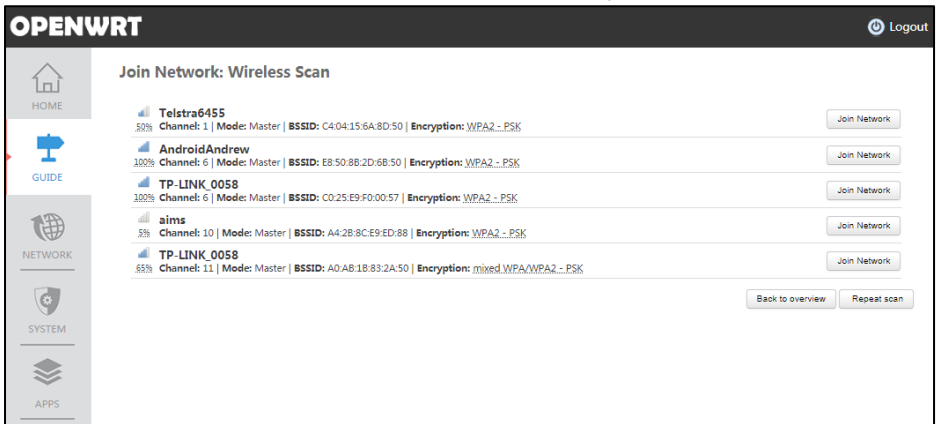 OPENWRT
Logout
HOME
GUIDE
NETWORK
SYSTEM
APPS
Join Network: Wireless Scan
Telstra6455
50% Channel: 1 | Mode: Master | BSSID: C4:04:15:6A:8D:50 | Encryption: WPA2 - PSK
Join Network
AndroidAndrew
100% Channel: 6 | Mode: Master | BSSID: E8:50:8B:2D:6B:50 | Encryption: WPA2 - PSK
Join Network
TP-LINK_0058
100% Channel: 6 | Mode: Master | BSSID: C0:25:E9:F0:00:57 | Encryption: WPA2 - PSK
Join Network
aims
5% Channel: 10 | Mode: Master | BSSID: A4:2B:8C:E9:ED:88 | Encryption: WPA2 - PSK
Join Network
TP-LINK_0058
65% Channel: 11 | Mode: Master | BSSID: A0:AB:1B:83:2A:50 | Encryption: mixed WPA/WPA2 - PSK
Join Network
Back to overview
Repeat scan